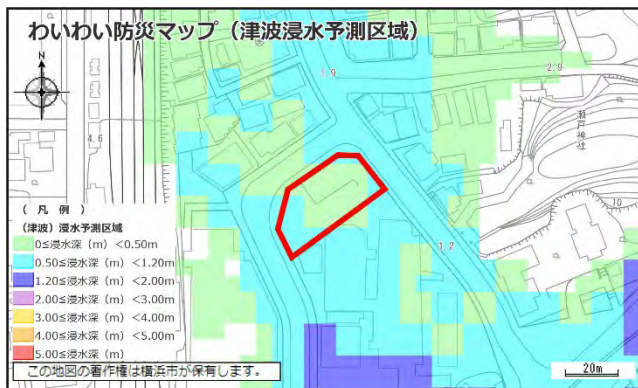 わいわい防災マップ（津波浸水予測区域）
N
1.9
2.9
4.6
瀬戸神社
10
1.2
（ 凡 例 ）
（津波）浸水予測区域
0≦浸水深（m）＜0.50m
0.50≦浸水深（m）＜1.20m
1.20≦浸水深（m）＜2.00m
2.00≦浸水深（m）＜3.00m
3.00≦浸水深（m）＜4.00m
4.00≦浸水深（m）＜5.00m
5.00≦浸水深（m）
この地図の著作権は横浜市が保有します。
20m